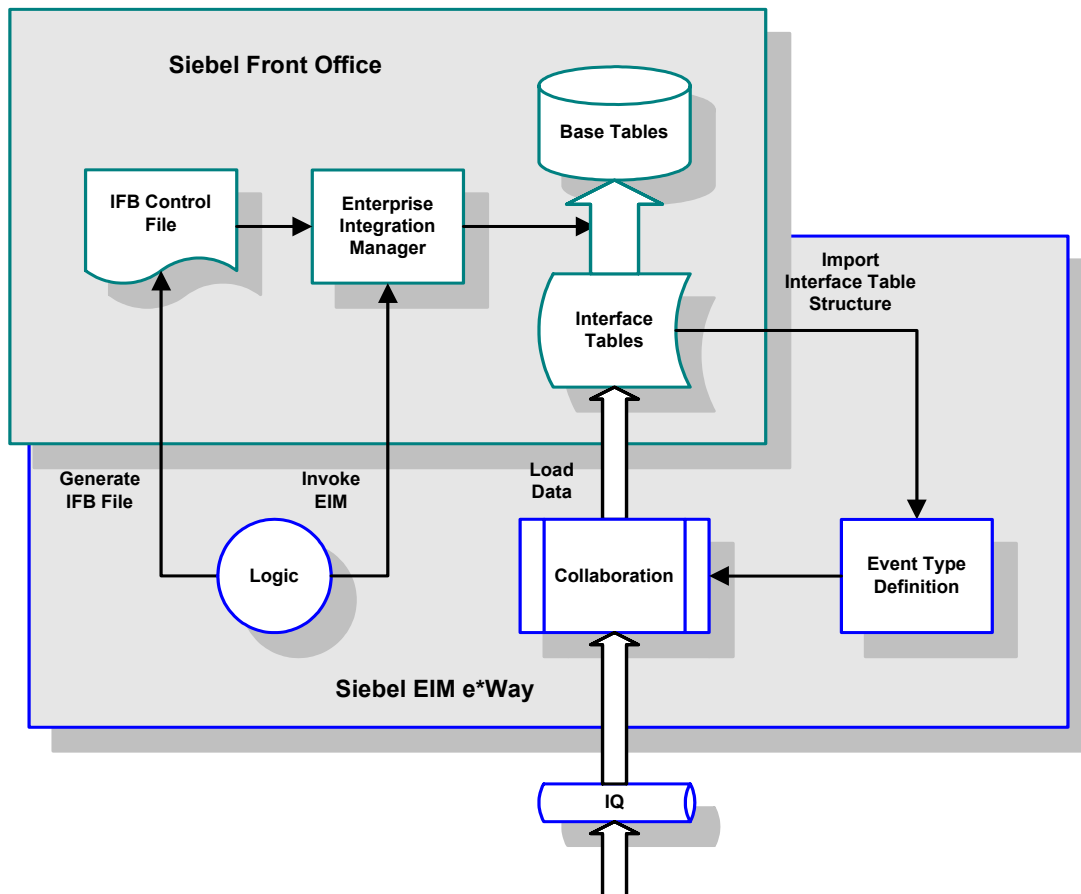 Siebel Front Office
Base Tables
IFB Control
File
Enterprise
Integration
Manager
Import
Interface Table
Structure
Interface
Tables
Generate
IFB File
Invoke
EIM
Load
Data
Logic
Collaboration
Event Type
Definition
Siebel EIM e*Way
IQ